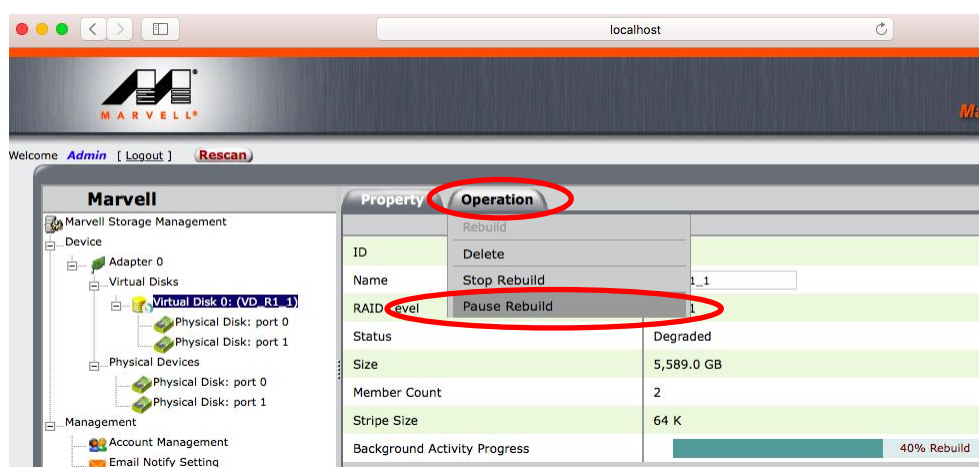 localhost
MARVELL®
Ma
Welcome Admin [ Logout ] Rescan
Marvell
Marvell Storage Management
Device
Adapter 0
Virtual Disks
Virtual Disk 0: (VD_R1_1)
Physical Disk: port 0
Physical Disk: port 1
Physical Devices
Physical Disk: port 0
Physical Disk: port 1
Management
Account Management
Email Notify Setting
Property Operation
Rebuild
Delete
Stop Rebuild
Pause Rebuild
ID
Name 1_1
RAID Level 1
Status Degraded
Size 5,589.0 GB
Member Count 2
Stripe Size 64 K
Background Activity Progress 40% Rebuild